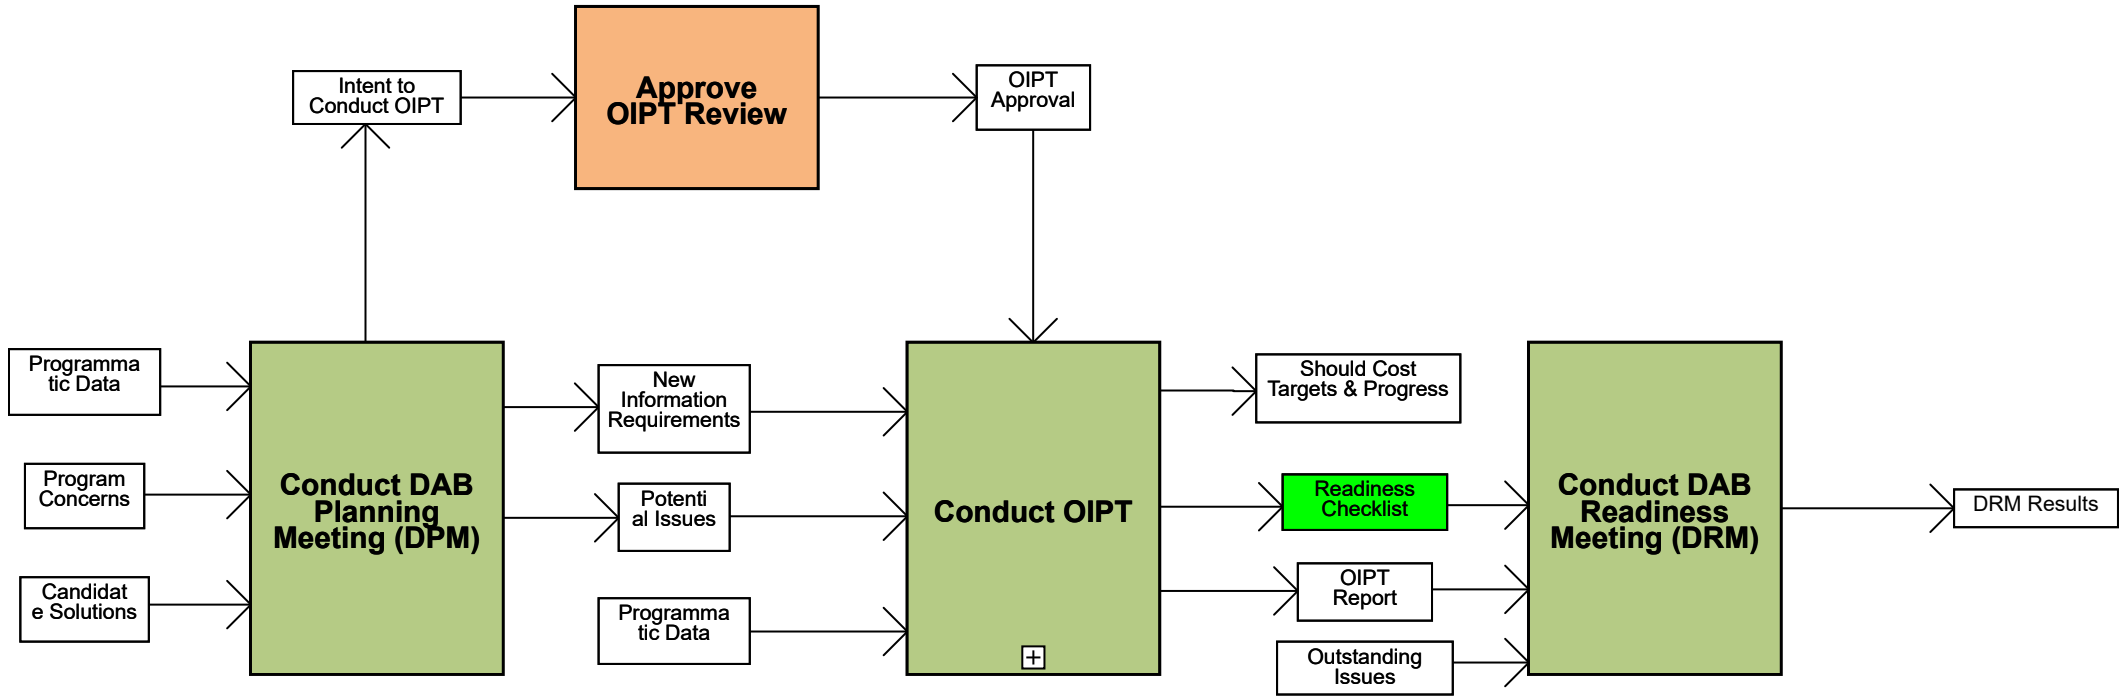 Intent to
Conduct OIPT
Approve
OIPT Review
OIPT
Approval
Programma
tic Data
Program
Concerns
Candidat
e Solutions
Conduct DAB
Planning
Meeting (DPM)
New
Information
Requirements
Potenti
al Issues
Programma
tic Data
Conduct OIPT
Should Cost
Targets & Progress
Readiness
Checklist
OIPT
Report
Outstanding
Issues
Conduct DAB
Readiness
Meeting (DRM)
DRM Results